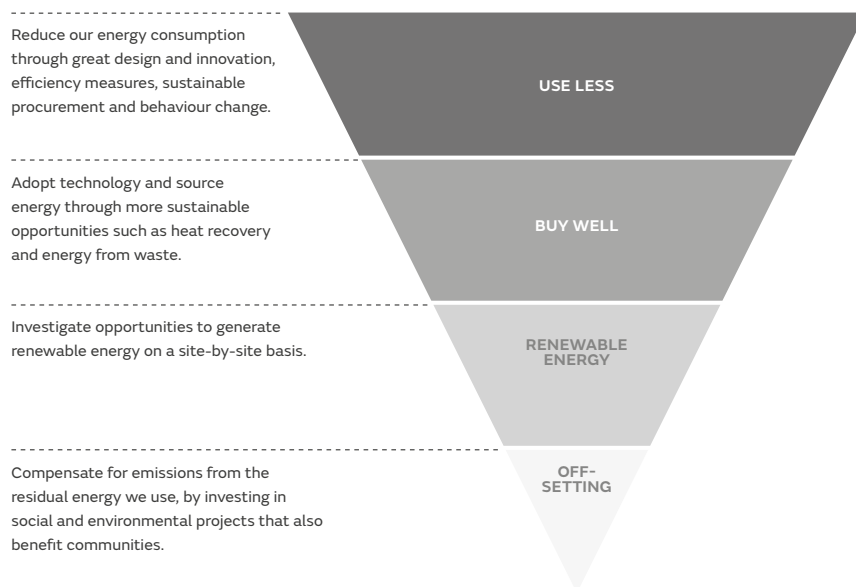 Reduce our energy consumption
through great design and innovation,
efficiency measures, sustainable
procurement and behaviour change.
USE LESS
Adopt technology and source
energy through more sustainable
opportunities such as heat recovery
and energy from waste.
BUY WELL
Investigate opportunities to generate
renewable energy on a site-by-site basis.
RENEWABLE
ENERGY
Compensate for emissions from the
residual energy we use, by investing in
social and environmental projects that also
benefit communities.
OFF-
SETTING